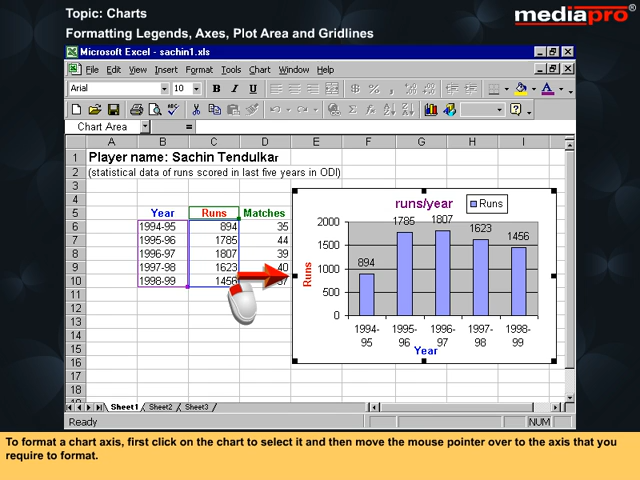 Topic: Charts
mediapro
Formatting Legends, Axes, Plot Area and Gridlines
Microsoft Excel - sachin1.xls
File Edit View Insert Format Tools Chart Window Help
Arial 10 B I U $ % ,
Chart Area =
A B C D E F G H I
1 Player name: Sachin Tendulkar
2 (statistical data of runs scored in last five years in ODI)
3
4
5 Year Runs Matches
6 1994-95 894 35
7 1995-96 1785 44
8 1996-97 1807 39
9 1997-98 1623 40
10 1998-99 1456 37
11
12
13
14
15
16
17
18
runs/year Runs
2000
1500
1000
500
0
894 1785 1807 1623 1456
Runs
1994-95 1995-96 1996-97 1997-98 1998-99
Year
Sheet1 Sheet2 Sheet3
Ready NUM
To format a chart axis, first click on the chart to select it and then move the mouse pointer over to the axis that you
require to format.